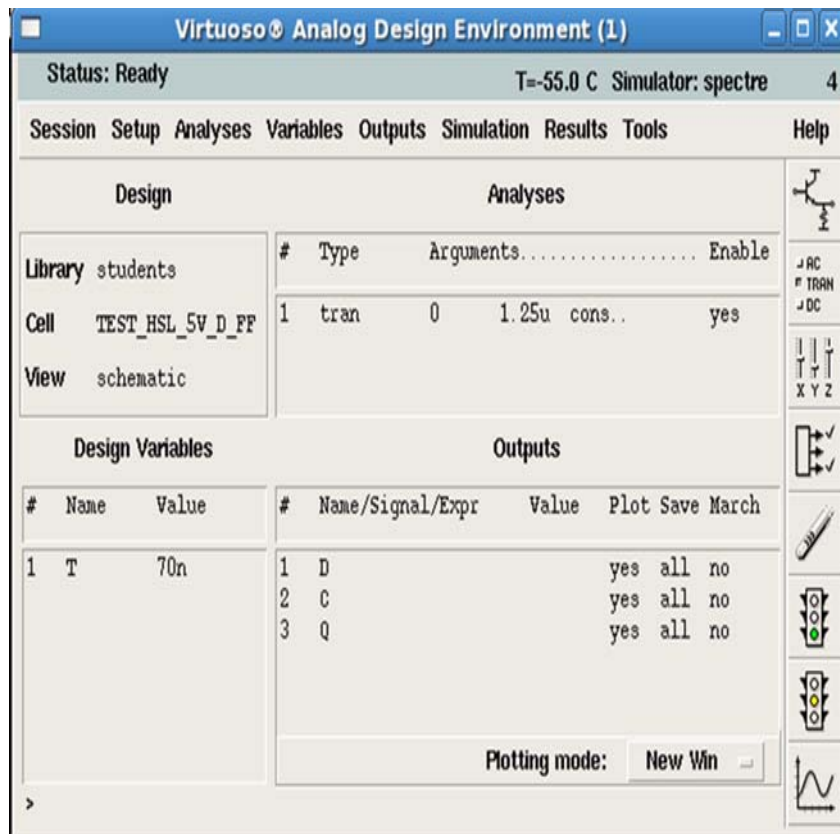 Virtuoso® Analog Design Environment (1)
Status: Ready
T=-55.0 C Simulator: spectre 4
Session Setup Analyses Variables Outputs Simulation Results Tools Help
Design
Library students
Cell TEST_HSL_5V_D_FF
View schematic
Analyses
# Type Arguments.................. Enable
1 tran 0 1.25u cons.. yes
Design Variables
# Name Value
1 T 70n
Outputs
# Name/Signal/Expr Value Plot Save March
1 D yes all no
2 C yes all no
3 Q yes all no
Plotting mode: New Win
>
AC
TRAN
DC
X Y Z